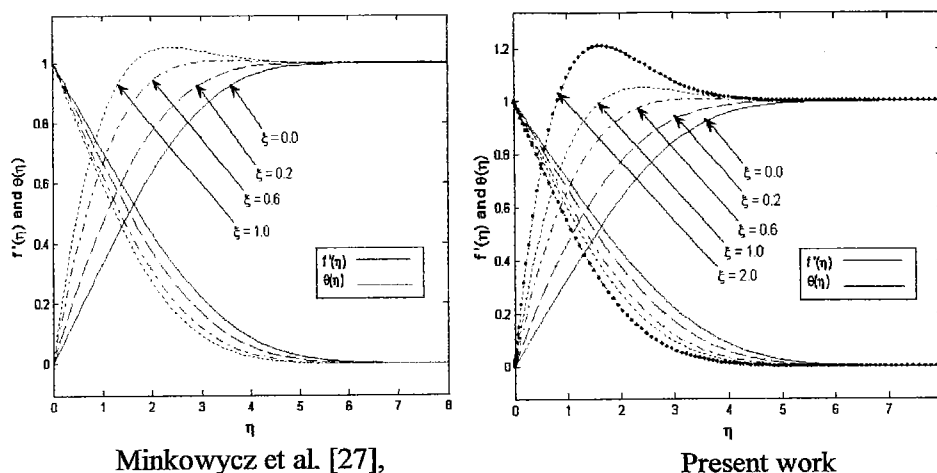 f'(η) and θ(η)
1
0.8
0.6
0.4
0.2
0
0 1 2 3 4 5 6 7 8
η
ξ = 0.0
ξ = 0.2
ξ = 0.6
ξ = 1.0
f'(η)
θ(η)
Minkowycz et al. [27],
f'(η) and θ(η)
1.2
1
0.8
0.6
0.4
0.2
0
0 1 2 3 4 5 6 7
η
ξ = 0.0
ξ = 0.2
ξ = 0.6
ξ = 1.0
ξ = 2.0
f'(η)
θ(η)
Present work